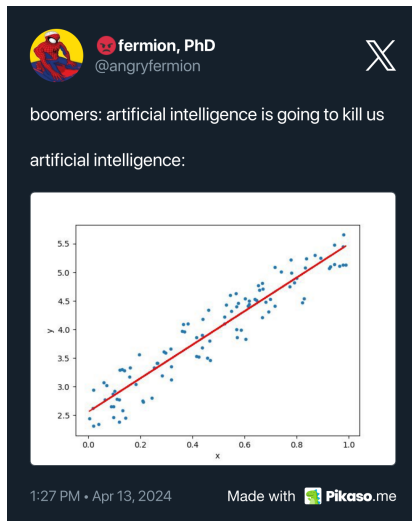 😡fermion, PhD
@angryfermion
boomers: artificial intelligence is going to kill us
artificial intelligence:
5.5
5.0
4.5
y
4.0
3.5
3.0
2.5
0.0 0.2 0.4 0.6 0.8 1.0
x
1:27 PM • Apr 13, 2024 Made with Pikaso.me